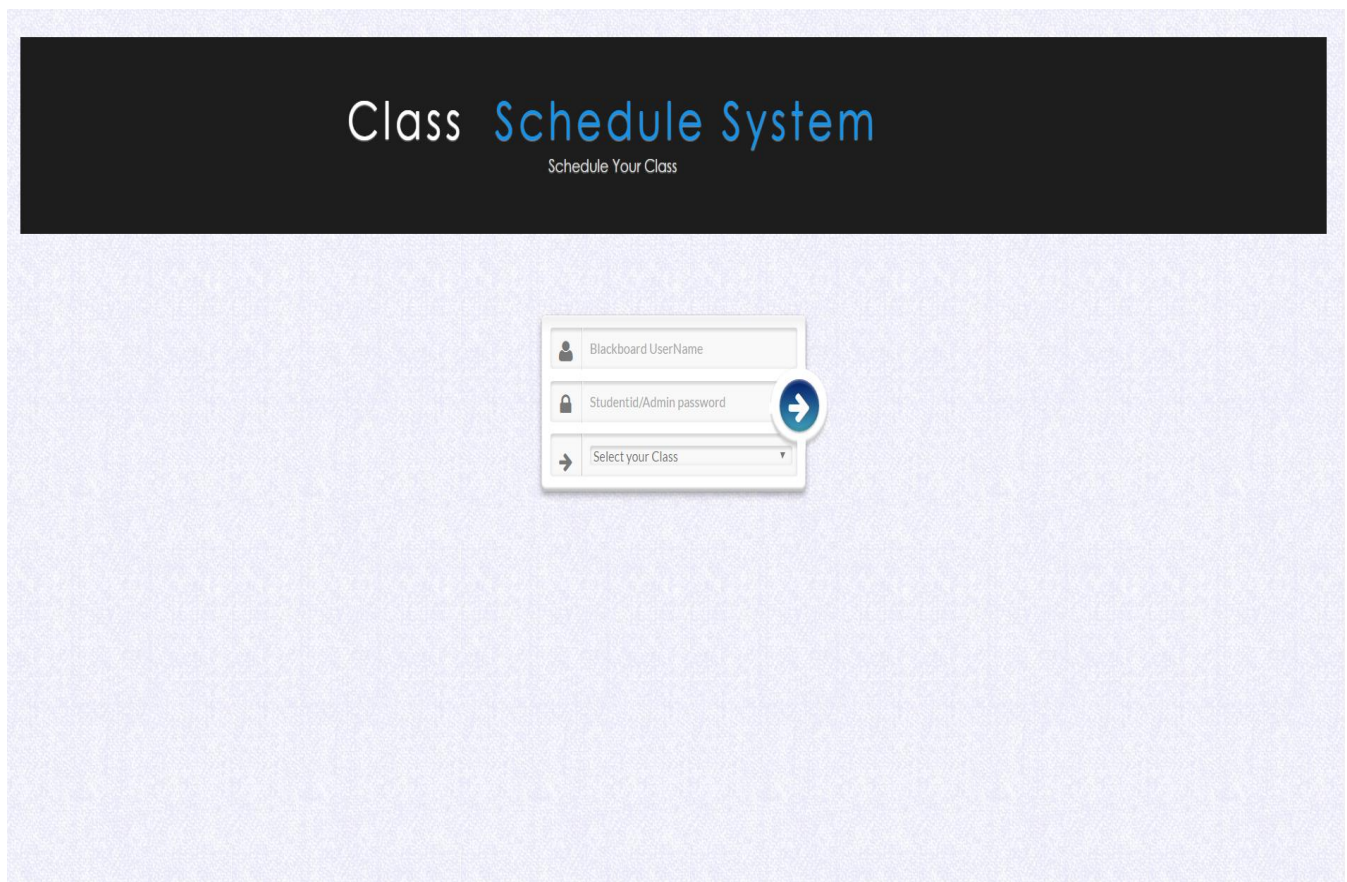 Class Schedule System
Schedule Your Class
Blackboard UserName
Studentid/Admin password
Select your Class